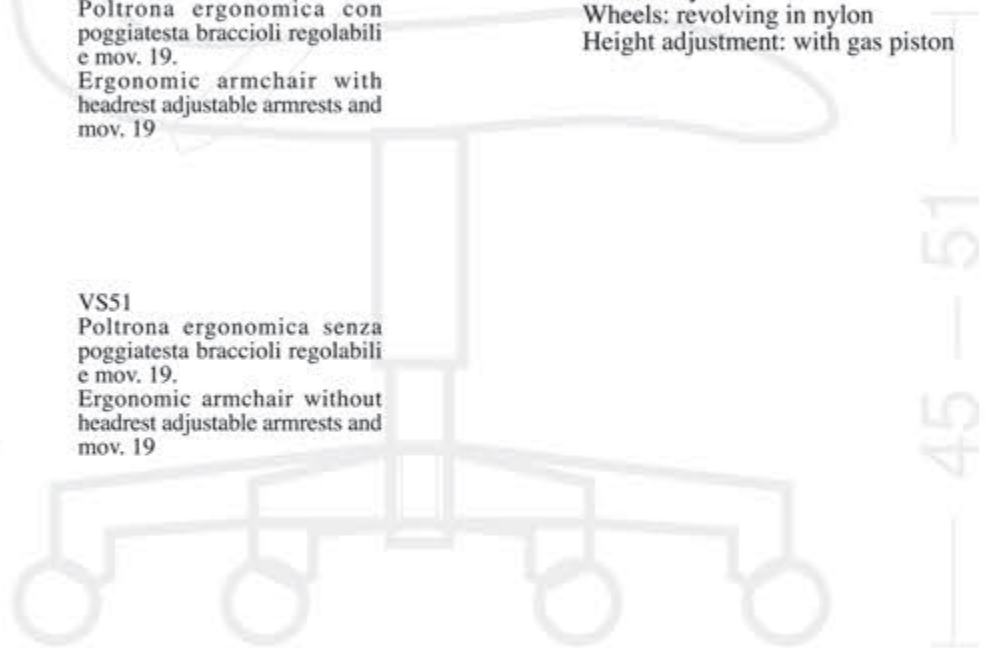 Poltrona ergonomica con
poggiatesta braccioli regolabili
e mov. 19.
Ergonomic armchair with
headrest adjustable armrests and
mov. 19
VS51
Poltrona ergonomica senza
poggiatesta braccioli regolabili
e mov. 19.
Ergonomic armchair without
headrest adjustable armrests and
mov. 19
Wheels: revolving in nylon
Height adjustment: with gas piston
45 — 51